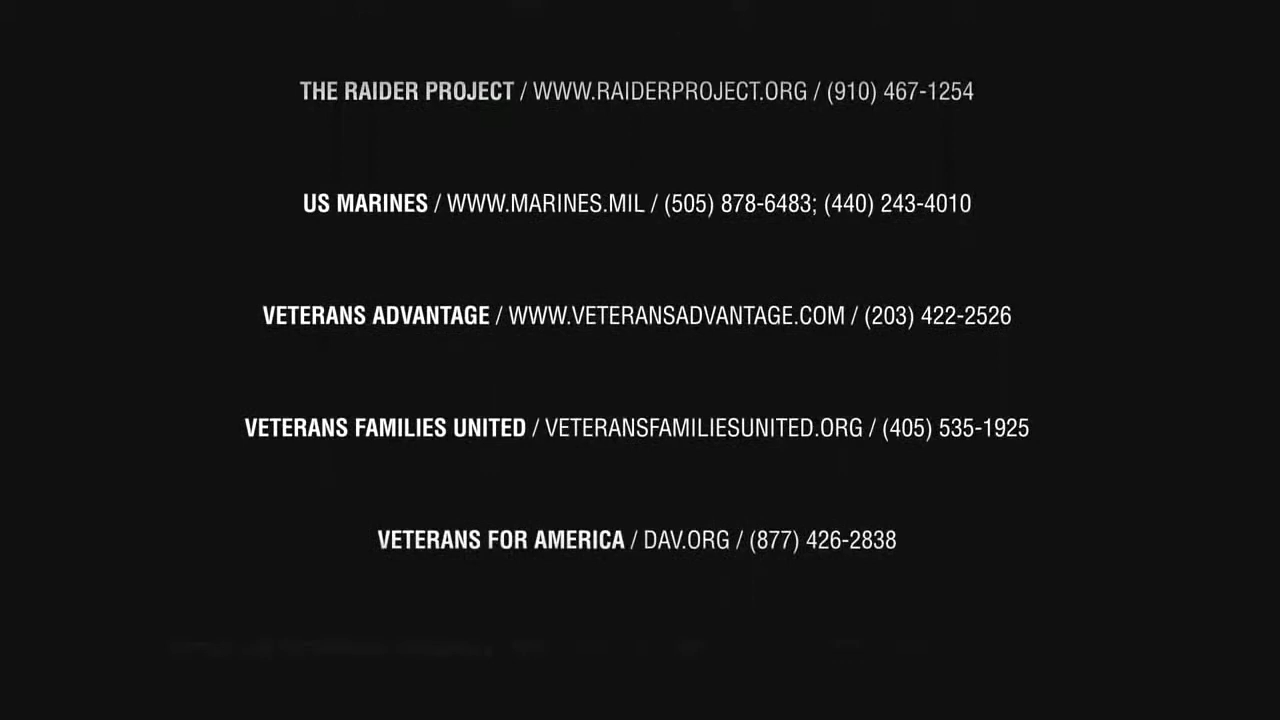 THE RAIDER PROJECT / WWW.RAIDERPROJECT.ORG / (910) 467-1254
US MARINES / WWW.MARINES.MIL / (505) 878-6483; (440) 243-4010
VETERANS ADVANTAGE / WWW.VETERANSADVANTAGE.COM / (203) 422-2526
VETERANS FAMILIES UNITED / VETERANSFAMILIESUNITED.ORG / (405) 535-1925
VETERANS FOR AMERICA / DAV.ORG / (877) 426-2838